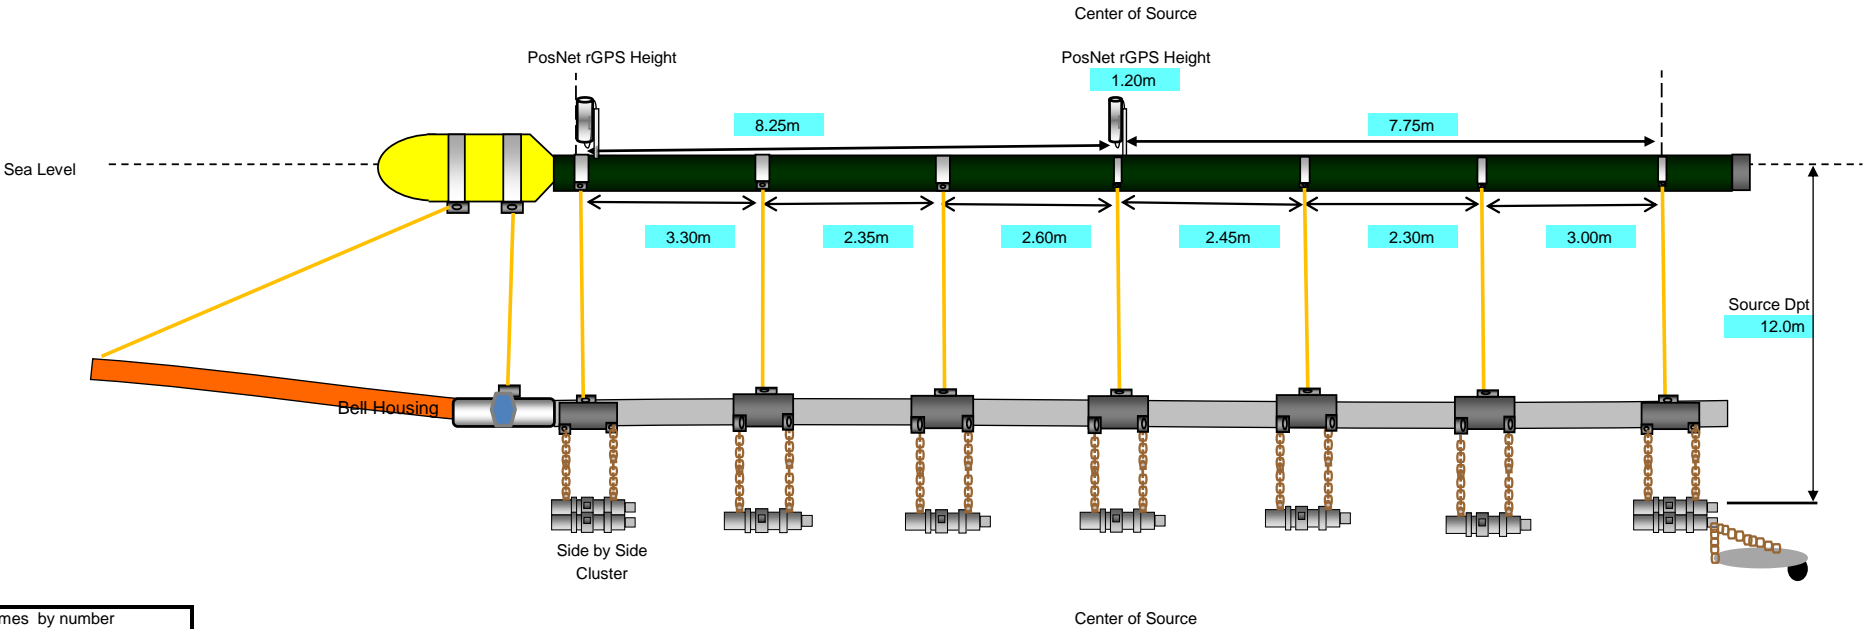 Center of Source
PosNet rGPS Height
PosNet rGPS Height
1.20m
8.25m
7.75m
Sea Level
3.30m
2.35m
2.60m
2.45m
2.30m
3.00m
Source Dpt
12.0m
Bell Housing
Side by Side
Cluster
mes by number
Center of Source